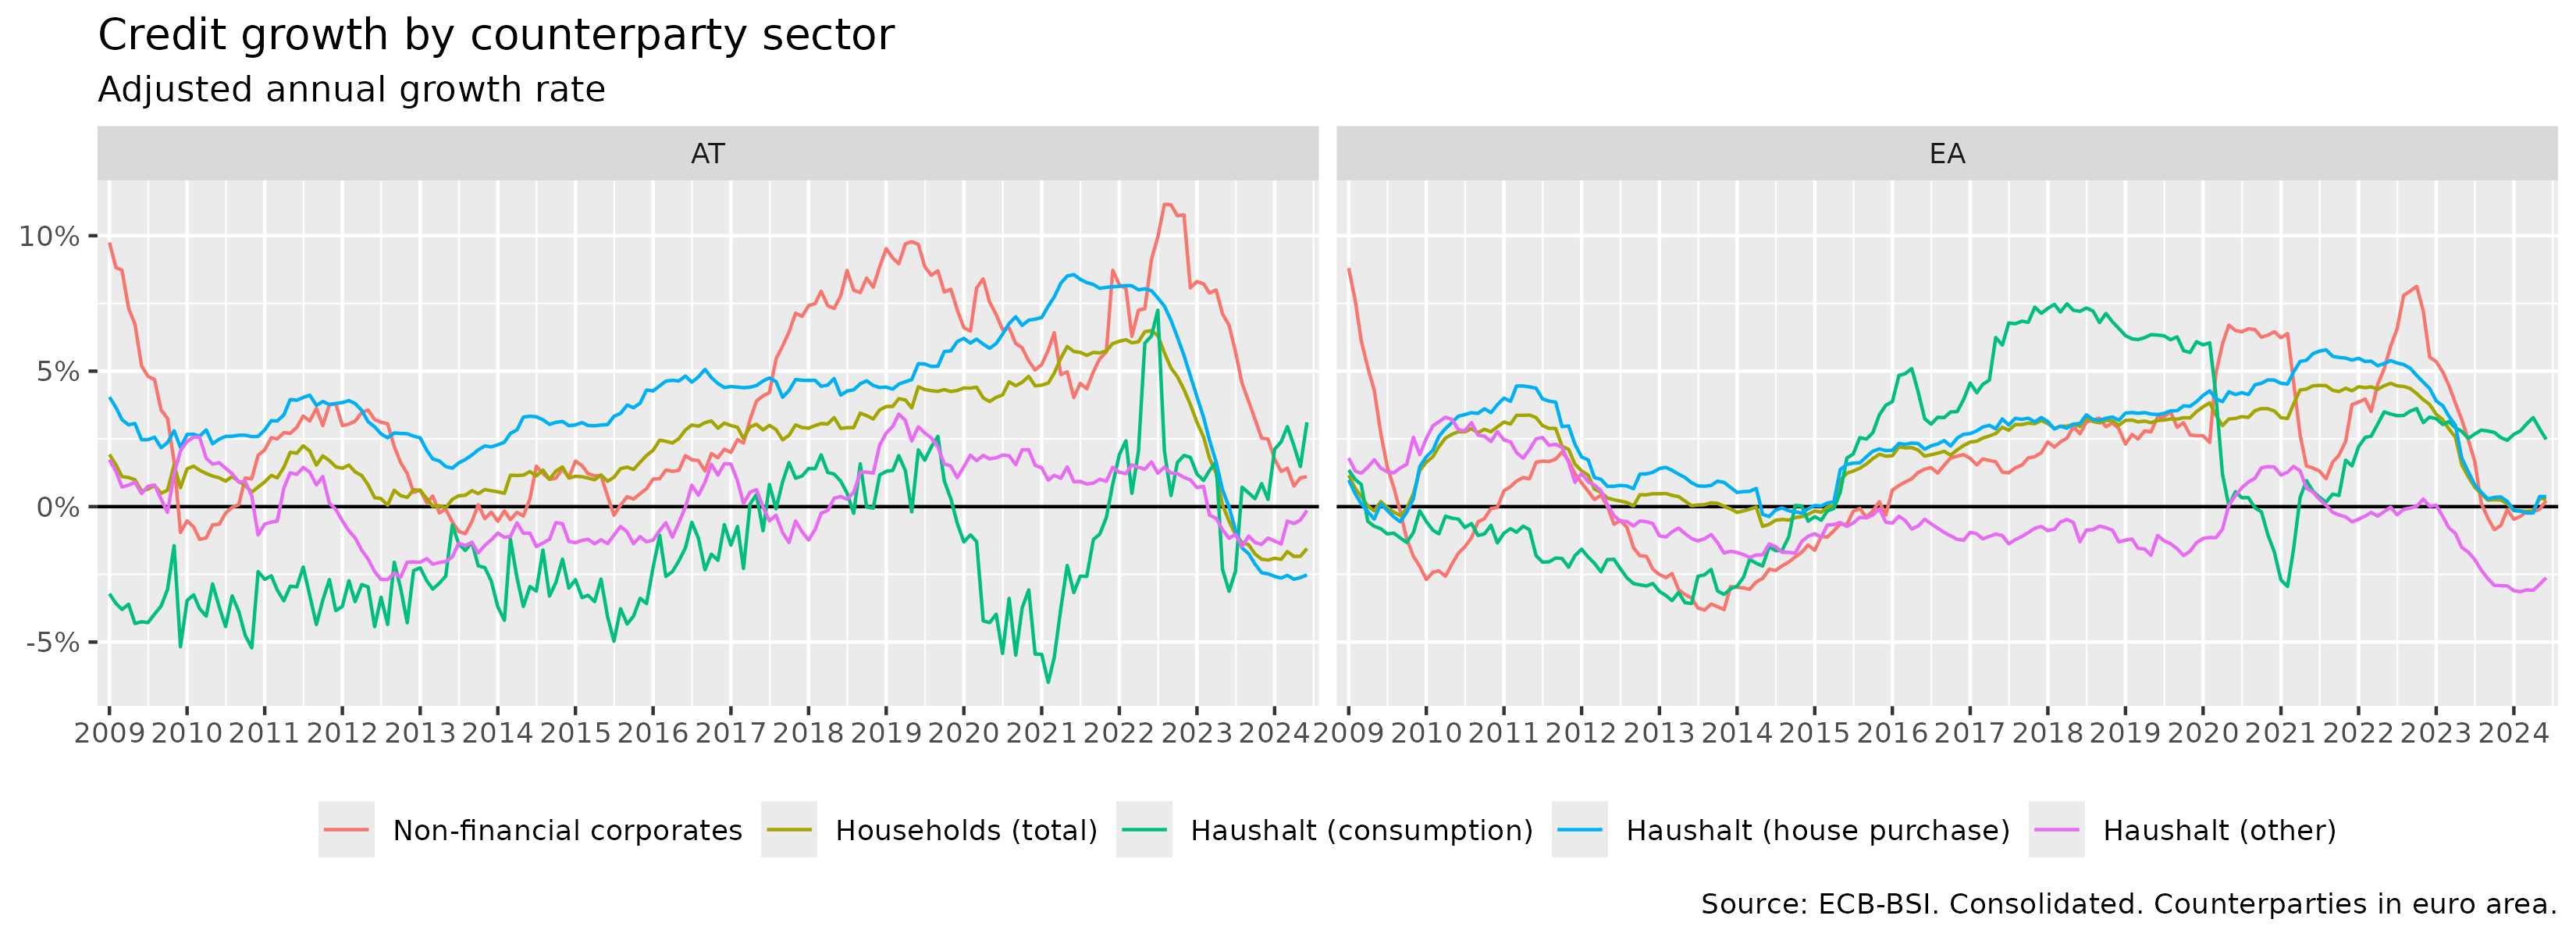 Credit growth by counterparty sector
Adjusted annual growth rate
AT
EA
10%
5%
0%
-5%
2009 2010 2011 2012 2013 2014 2015 2016 2017 2018 2019 2020 2021 2022 2023 2024
2009 2010 2011 2012 2013 2014 2015 2016 2017 2018 2019 2020 2021 2022 2023 2024
Non-financial corporates Households (total) Haushalt (consumption) Haushalt (house purchase) Haushalt (other)
Source: ECB-BSI. Consolidated. Counterparties in euro area.